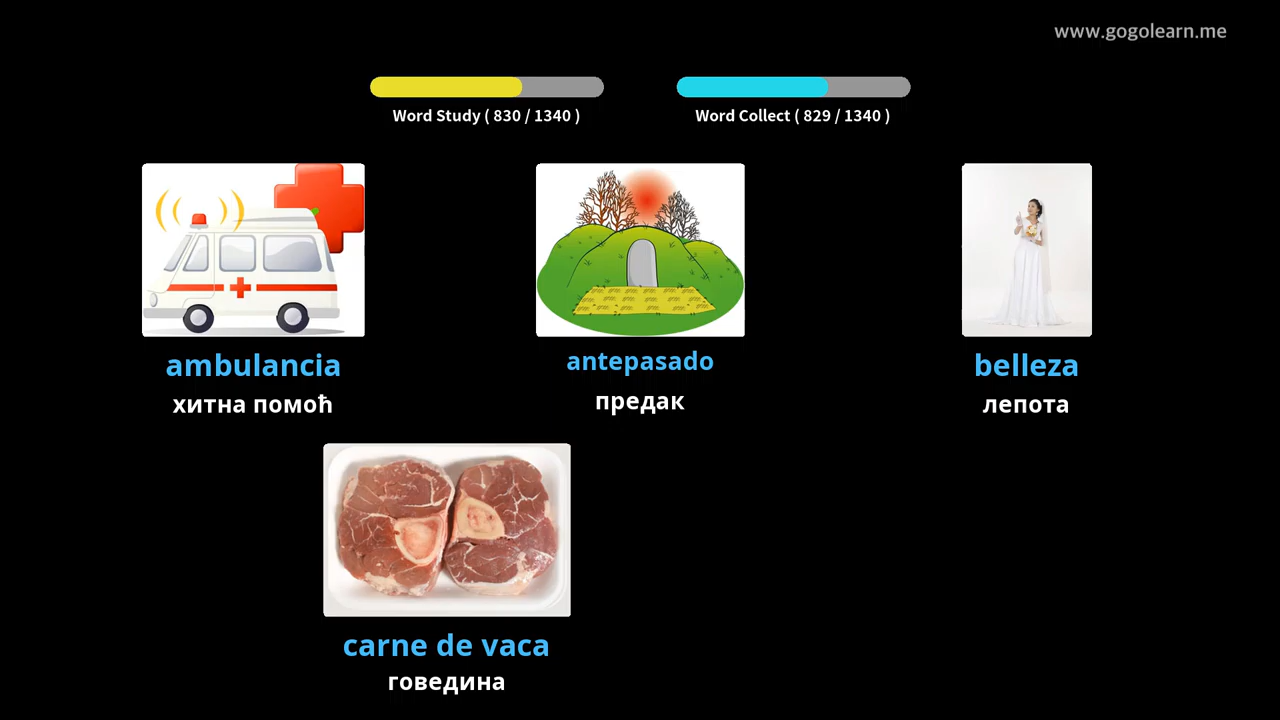 www.gogolearn.me
Word Study ( 830 / 1340 )
Word Collect ( 829 / 1340 )
ambulancia
хитна помоћ
antepasado
предак
belleza
лепота
carne de vaca
говедина